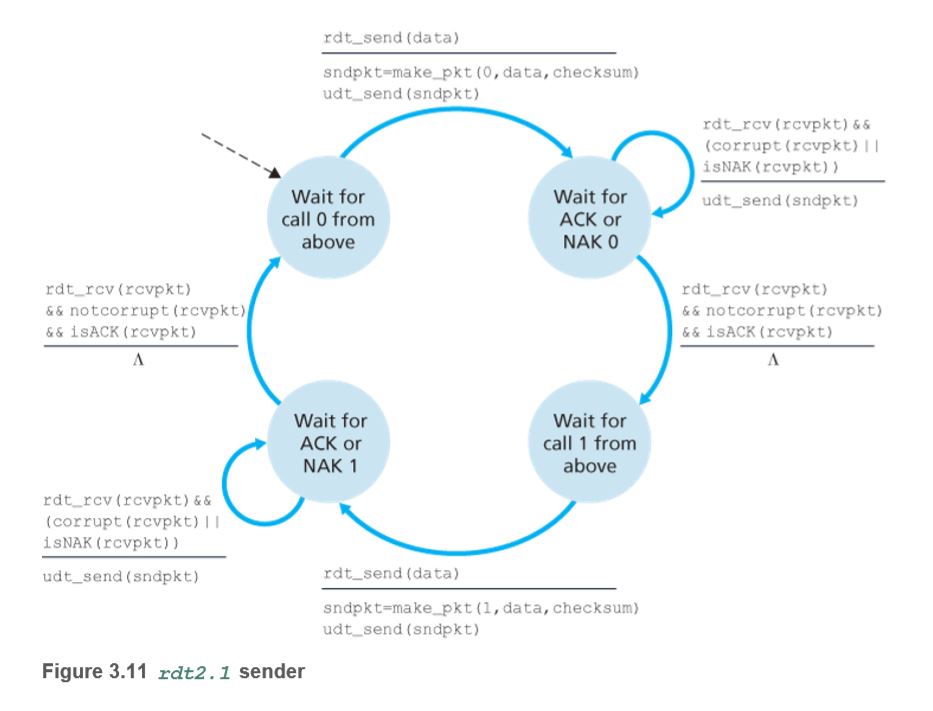 rdt_send(data)
sndpkt=make_pkt(0,data,checksum)
udt_send(sndpkt)
rdt_rcv(rcvpkt)&&
(corrupt(rcvpkt)||
isNAK(rcvpkt))
udt_send(sndpkt)
Wait for
call 0 from
above
Wait for
ACK or
NAK 0
rdt_rcv(rcvpkt)
&& notcorrupt(rcvpkt)
&& isACK(rcvpkt)
Λ
rdt_rcv(rcvpkt)
&& notcorrupt(rcvpkt)
&& isACK(rcvpkt)
Λ
Wait for
ACK or
NAK 1
Wait for
call 1 from
above
rdt_rcv(rcvpkt)&&
(corrupt(rcvpkt)||
isNAK(rcvpkt))
udt_send(sndpkt)
rdt_send(data)
sndpkt=make_pkt(1,data,checksum)
udt_send(sndpkt)
Figure 3.11 rdt2.1 sender